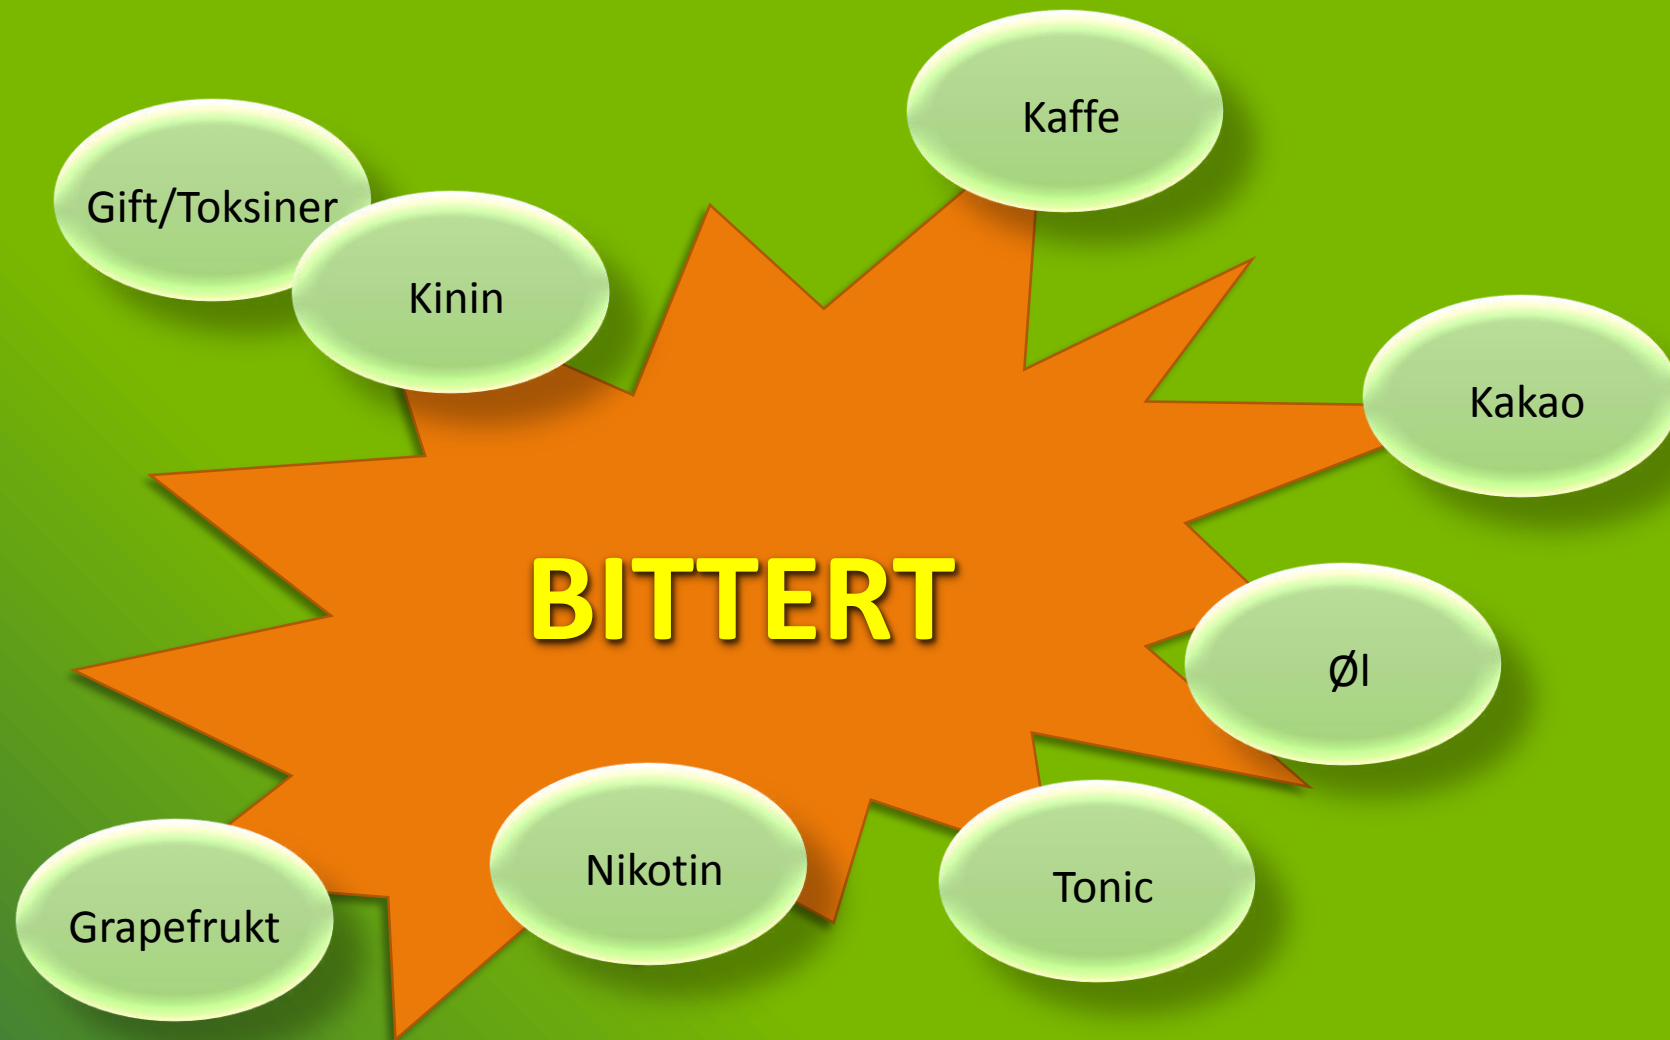 Kaffe
Gift/Toksiner
Kinin
Kakao
BITTERT
Øl
Nikotin
Tonic
Grapefrukt